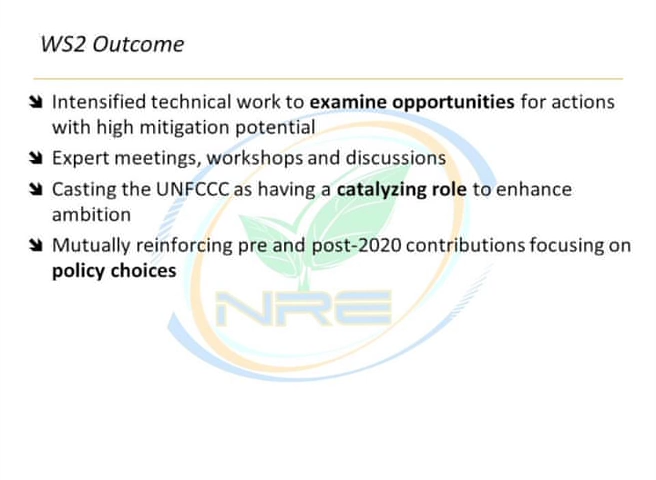 WS2 Outcome
Intensified technical work to examine opportunities for actions
with high mitigation potential
Expert meetings, workshops and discussions
Casting the UNFCCC as having a catalyzing role to enhance
ambition
Mutually reinforcing pre and post-2020 contributions focusing on
policy choices
NRE